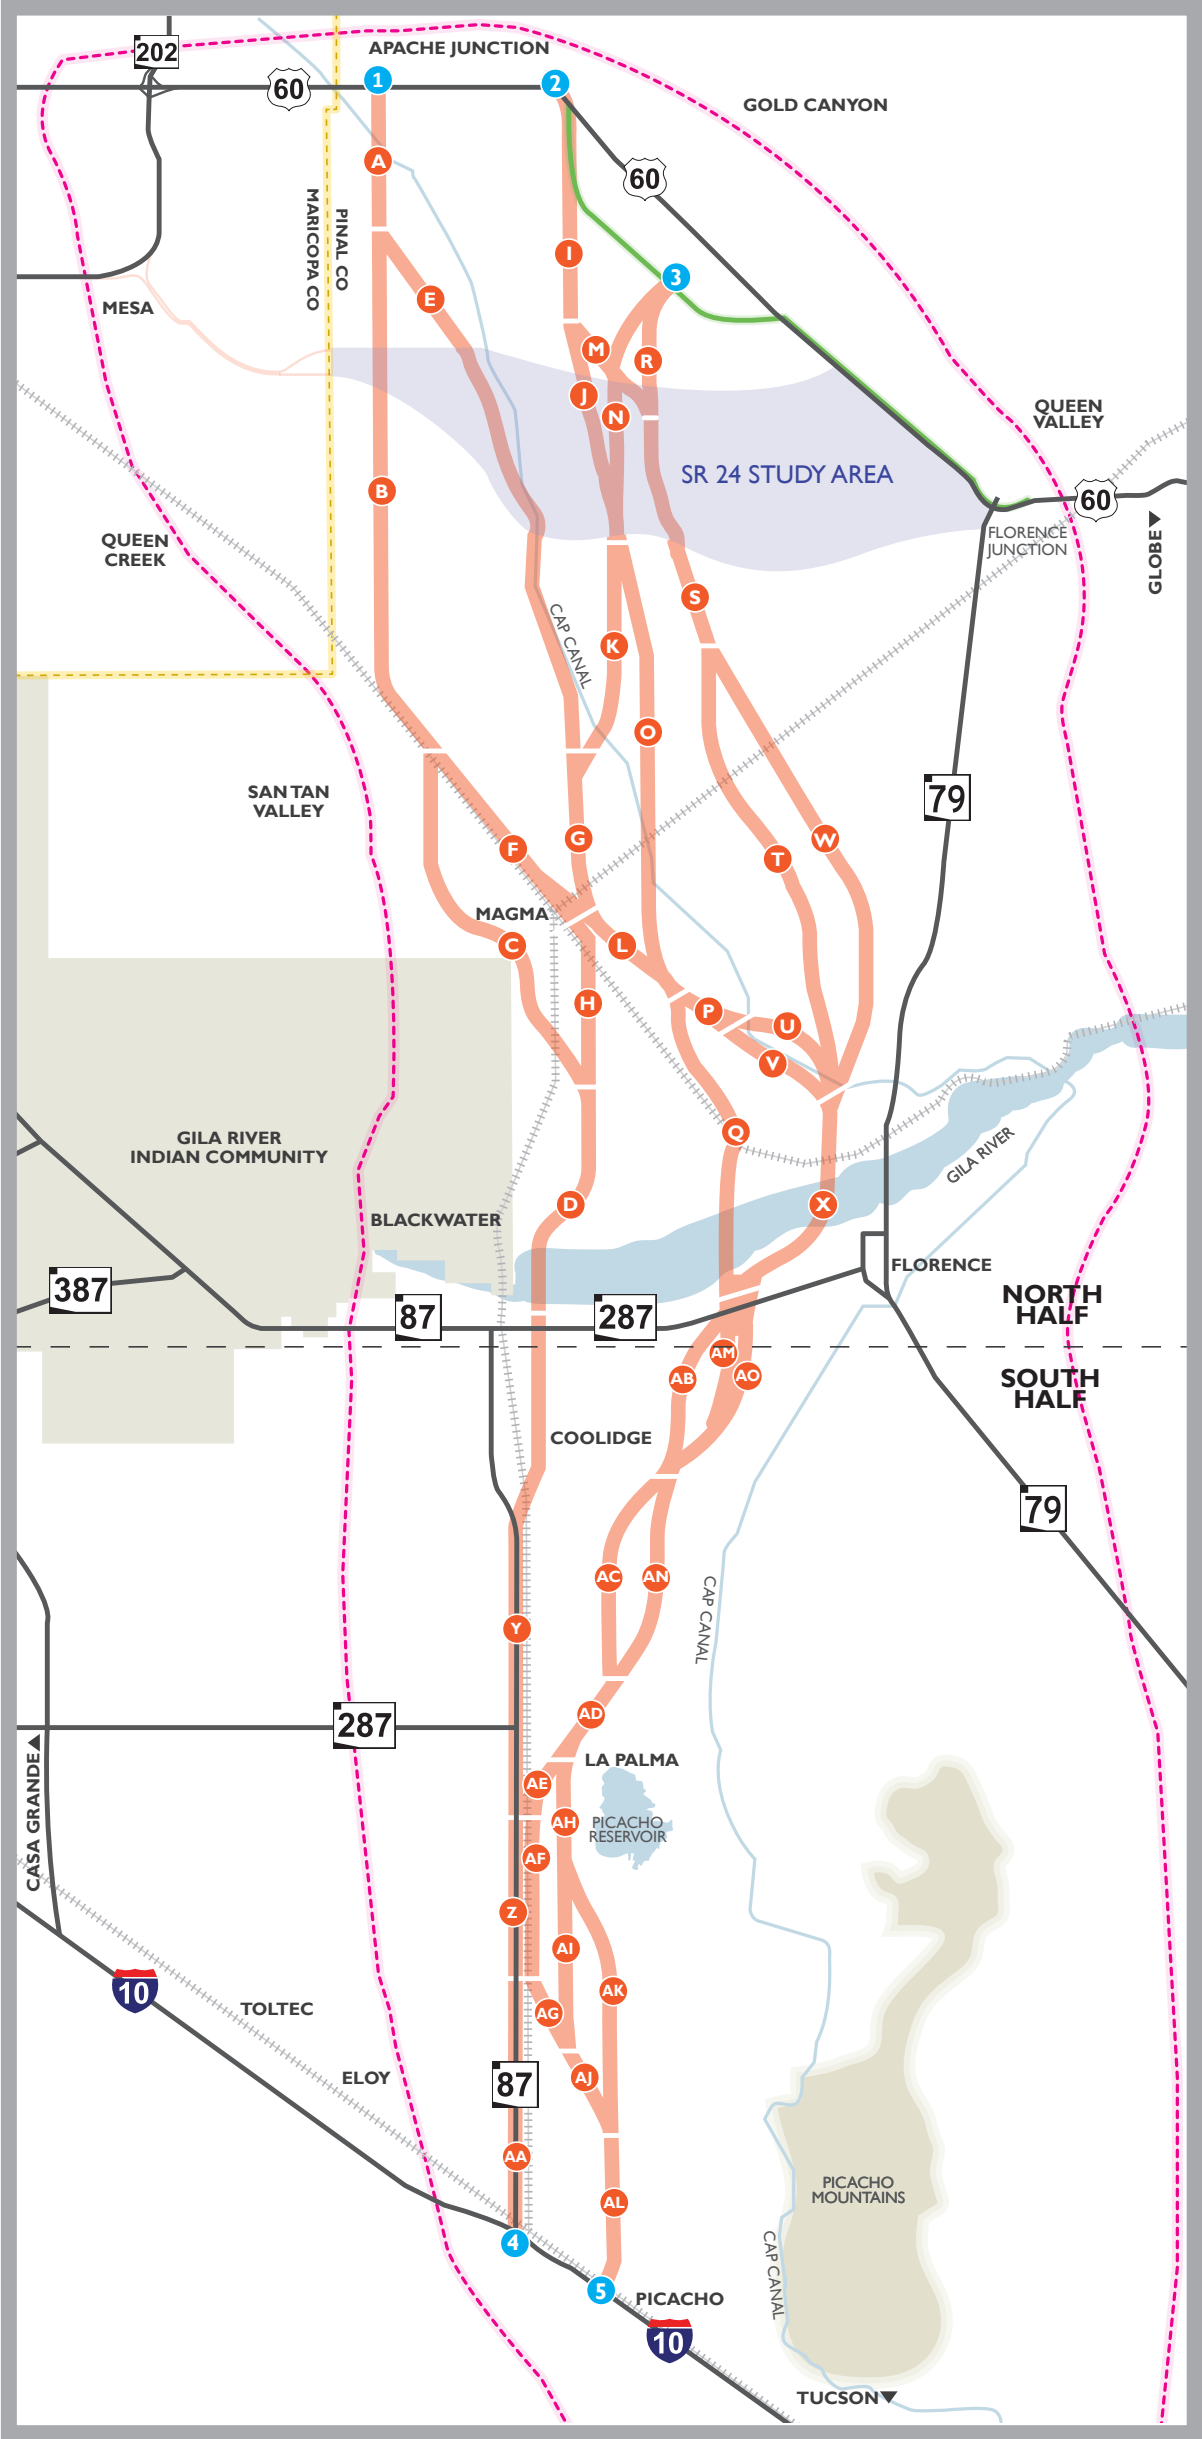 202
APACHE JUNCTION
60
1
2
GOLD CANYON
A
60
PINAL CO
MARICOPA CO
I
3
E
MESA
M
R
J
N
QUEEN
VALLEY
SR 24 STUDY AREA
B
60
GLOBE
FLORENCE
JUNCTION
QUEEN
CREEK
S
CAP CANAL
K
O
SAN TAN
VALLEY
79
G
W
F
T
MAGMA
C
L
H
P
U
V
Q
GILA RIVER
INDIAN COMMUNITY
GILA RIVER
D
X
BLACKWATER
FLORENCE
387
87
287
NORTH
HALF
AM
AB
AO
SOUTH
HALF
COOLIDGE
79
AC
AN
CAP CANAL
Y
AD
287
CASA GRANDE
LA PALMA
AE
AH
PICACHO
RESERVOIR
AF
Z
AI
10
AK
TOLTEC
AG
ELOY
87
AJ
AA
PICACHO
MOUNTAINS
AL
4
CAP CANAL
5
PICACHO
10
TUCSON